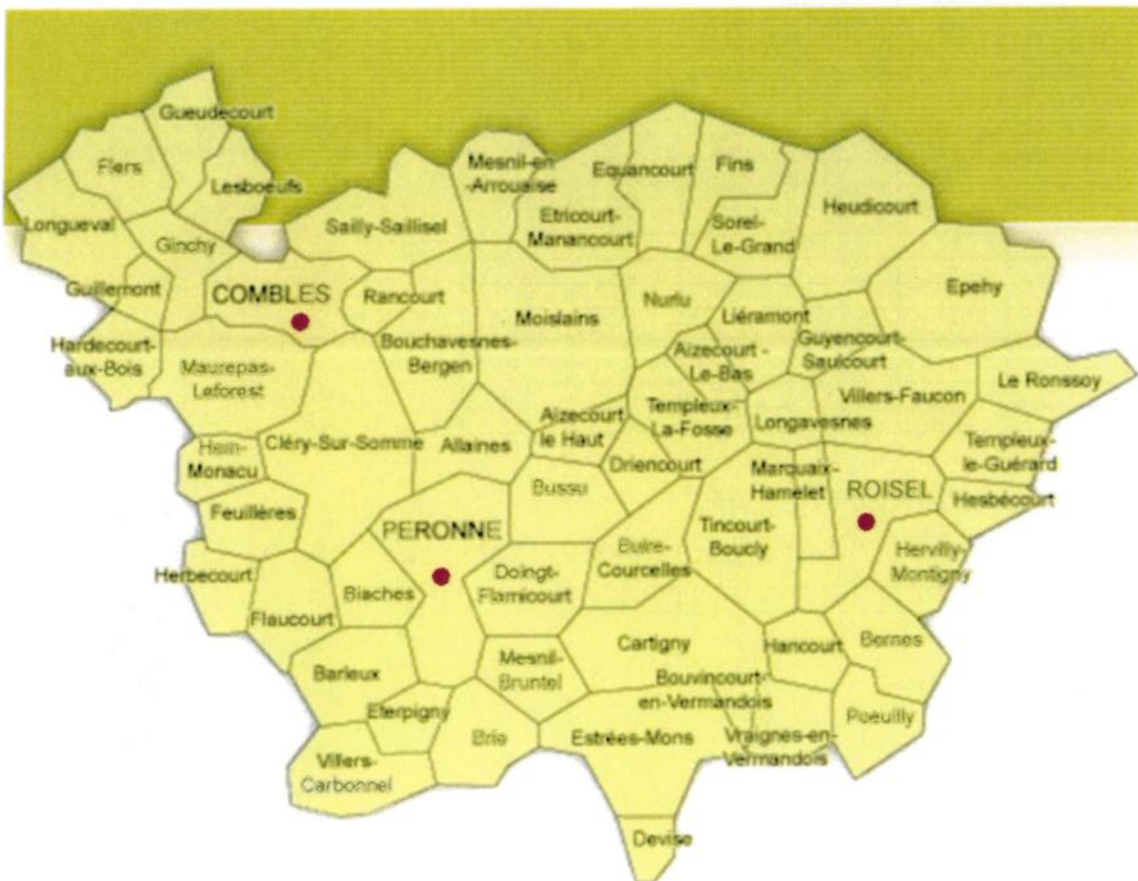 Gueudecourt
Flers
Lesboeufs
Longueval
Ginchy
Guillemont
Hardecourt-
aux-Bois
COMBLES
Sailly-Saillisel
Rancourt
Mesnil-en
-Arrouaise
Equancourt
Etricourt-
Manancourt
Fins
Sorel-
Le-Grand
Heudicourt
Epehy
Moislains
Nurlu
Liéramont
Guyencourt-
Saulcourt
Bouchavesnes-
Bergen
Maurepas-
Leforest
Aizecourt -
Le-Bas
Villers-Faucon
Le Ronssoy
Aizecourt
le Haut
Templeux-
La-Fosse
Longavesnes
Templeux-
le-Guérard
Hem-
Monacu
Cléry-Sur-Somme
Allaines
Driencourt
Marquaix-
Hamelet
ROISEL
Hesbécourt
Feuillères
PERONNE
Bussu
Tincourt-
Boucly
Buire-
Courcelles
Hervilly-
Montigny
Herbecourt
Flaucourt
Biaches
Doingt-
Flamicourt
Cartigny
Hancourt
Bernes
Barleux
Mesnil-
Bruntel
Bouvincourt-
en-Vermandois
Poeuilly
Eterpigny
Brie
Estrées-Mons
Vraignes-en-
Vermandois
Villers-
Carbonnel
Devise